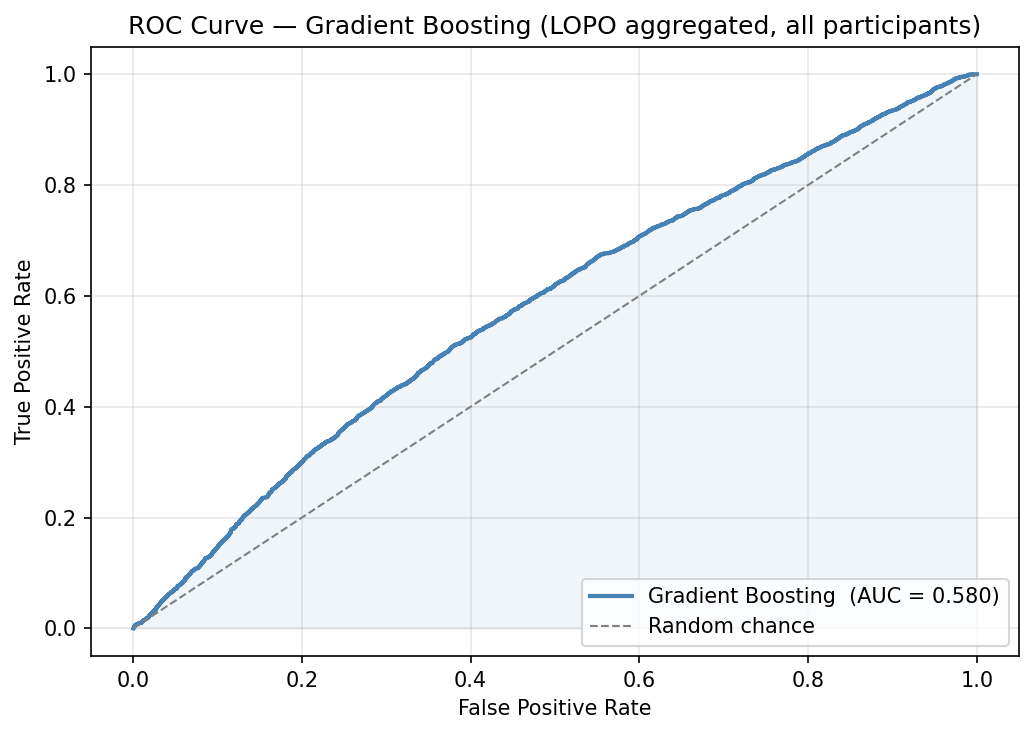 ROC Curve — Gradient Boosting (LOPO aggregated, all participants)
True Positive Rate
1.0
0.8
0.6
0.4
0.2
0.0
Gradient Boosting (AUC = 0.580)
Random chance
0.0 0.2 0.4 0.6 0.8 1.0
False Positive Rate